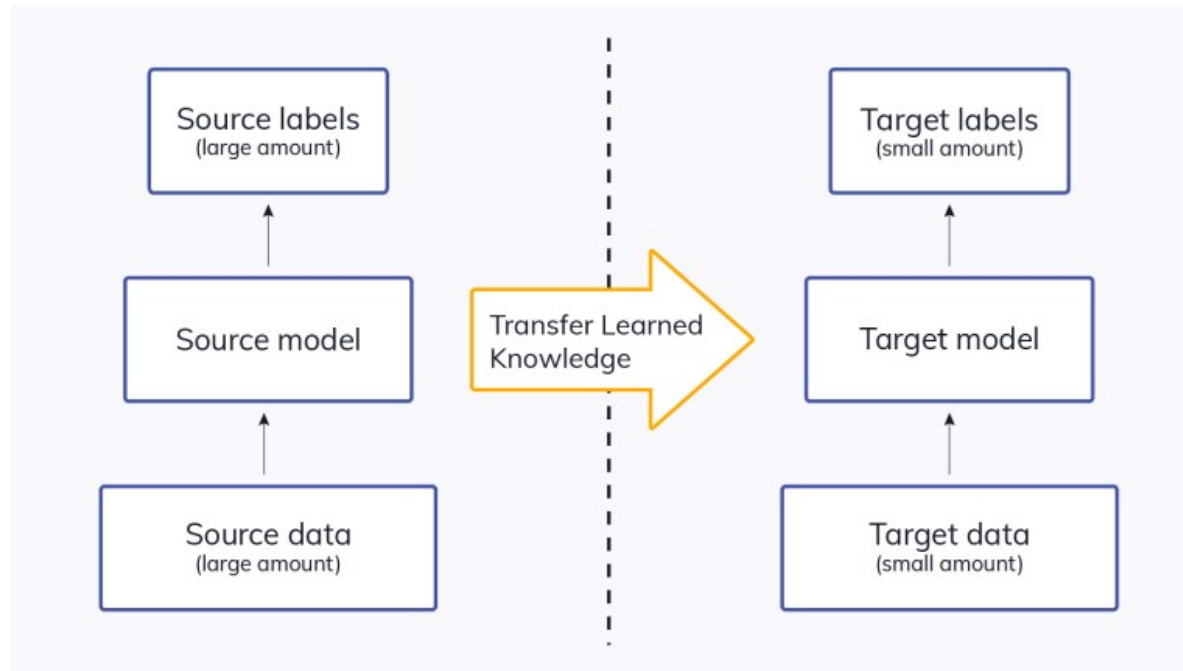 Source labels
(large amount)
Target labels
(small amount)
Source model
Transfer Learned
Knowledge
Target model
Source data
(large amount)
Target data
(small amount)